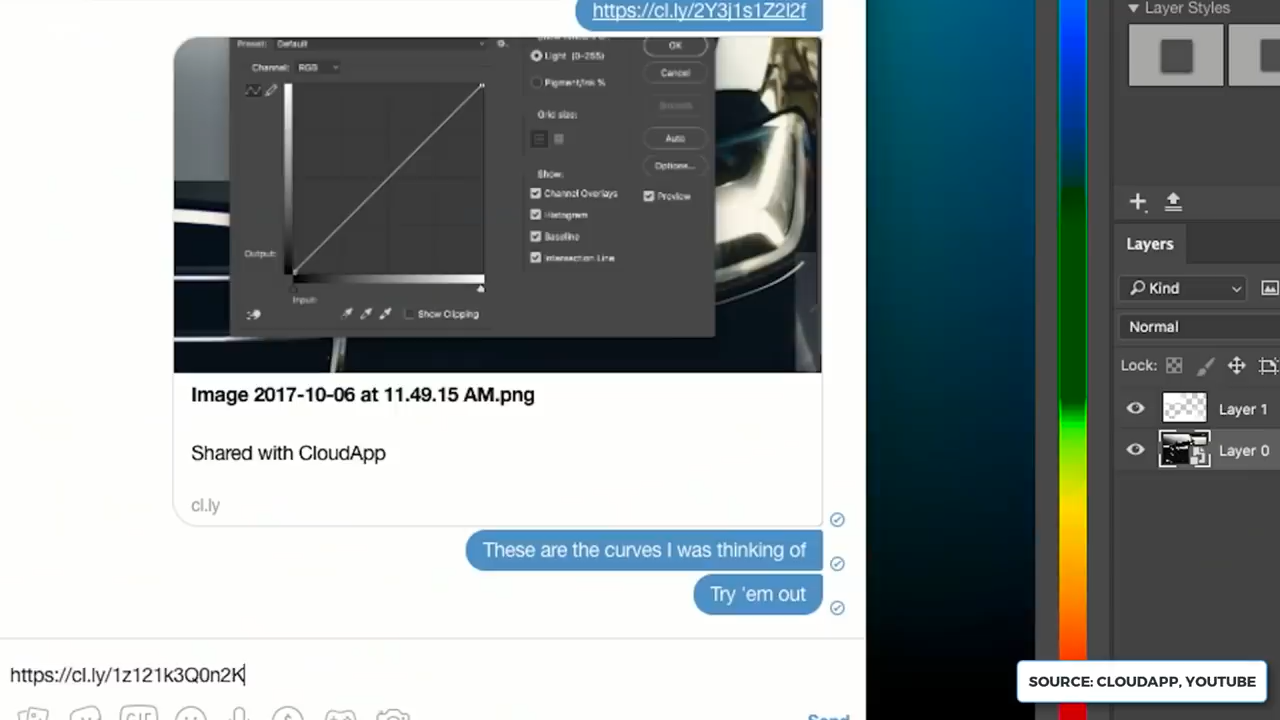 https://cl.ly/2Y3j1s1Z2l2f
Preset: Default
Channel: RGB
Light (0-255)
Pigment/Ink %
Grid size:
Show:
Channel Overlays
Histogram
Baseline
Intersection Line
OK
Cancel
Smooth
Auto
Options...
Preview
Output:
Input:
Show Clipping
Image 2017-10-06 at 11.49.15 AM.png
Shared with CloudApp
cl.ly
These are the curves I was thinking of
Try 'em out
https://cl.ly/1z121k3Q0n2K
GIF
Send
Layer Styles
Layers
Kind
Normal
Lock:
Layer 1
Layer 0
SOURCE: CLOUDAPP, YOUTUBE